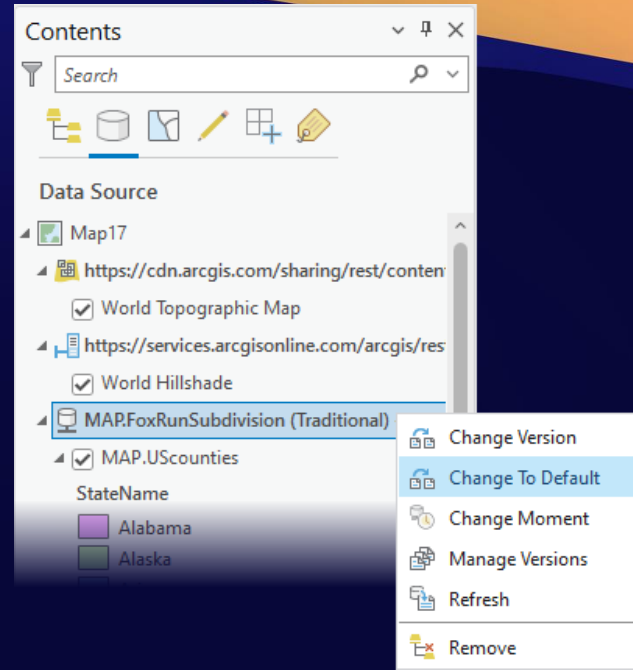 Contents
Search
Data Source
Map17
https://cdn.arcgis.com/sharing/rest/conten
World Topographic Map
https://services.arcgisonline.com/arcgis/res
World Hillshade
MAP.FoxRunSubdivision (Traditional)
MAP.UScounties
StateName
Alabama
Alaska
Change Version
Change To Default
Change Moment
Manage Versions
Refresh
Remove